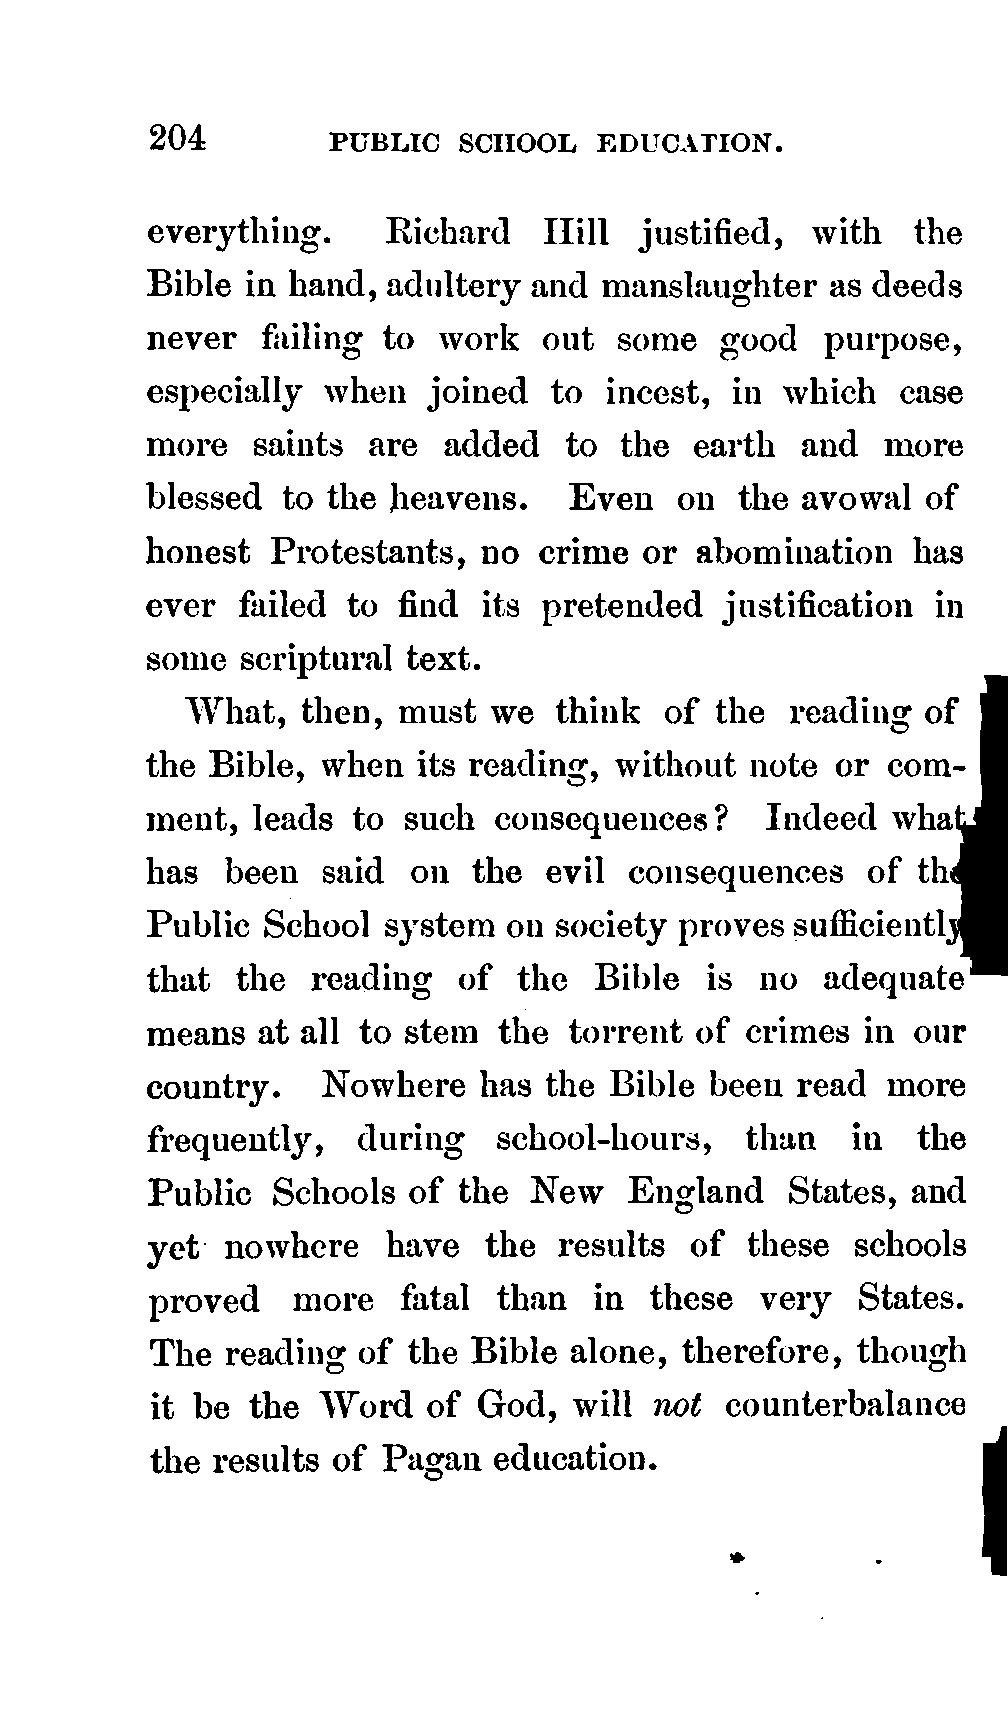 204 PUBLIC SCHOOL EDUCATION.
everything. Richard Hill justified, with the
Bible in hand, adultery and manslaughter as deeds
never failing to work out some good purpose,
especially when joined to incest, in which case
more saints are added to the earth and more
blessed to the heavens. Even on the avowal of
honest Protestants, no crime or abomination has
ever failed to find its pretended justification in
some scriptural text.
What, then, must we think of the reading of
the Bible, when its reading, without note or com-
ment, leads to such consequences? Indeed what
has been said on the evil consequences of the
Public School system on society proves sufficiently
that the reading of the Bible is no adequate
means at all to stem the torrent of crimes in our
country. Nowhere has the Bible been read more
frequently, during school-hours, than in the
Public Schools of the New England States, and
yet nowhere have the results of these schools
proved more fatal than in these very States.
The reading of the Bible alone, therefore, though
it be the Word of God, will not counterbalance
the results of Pagan education.